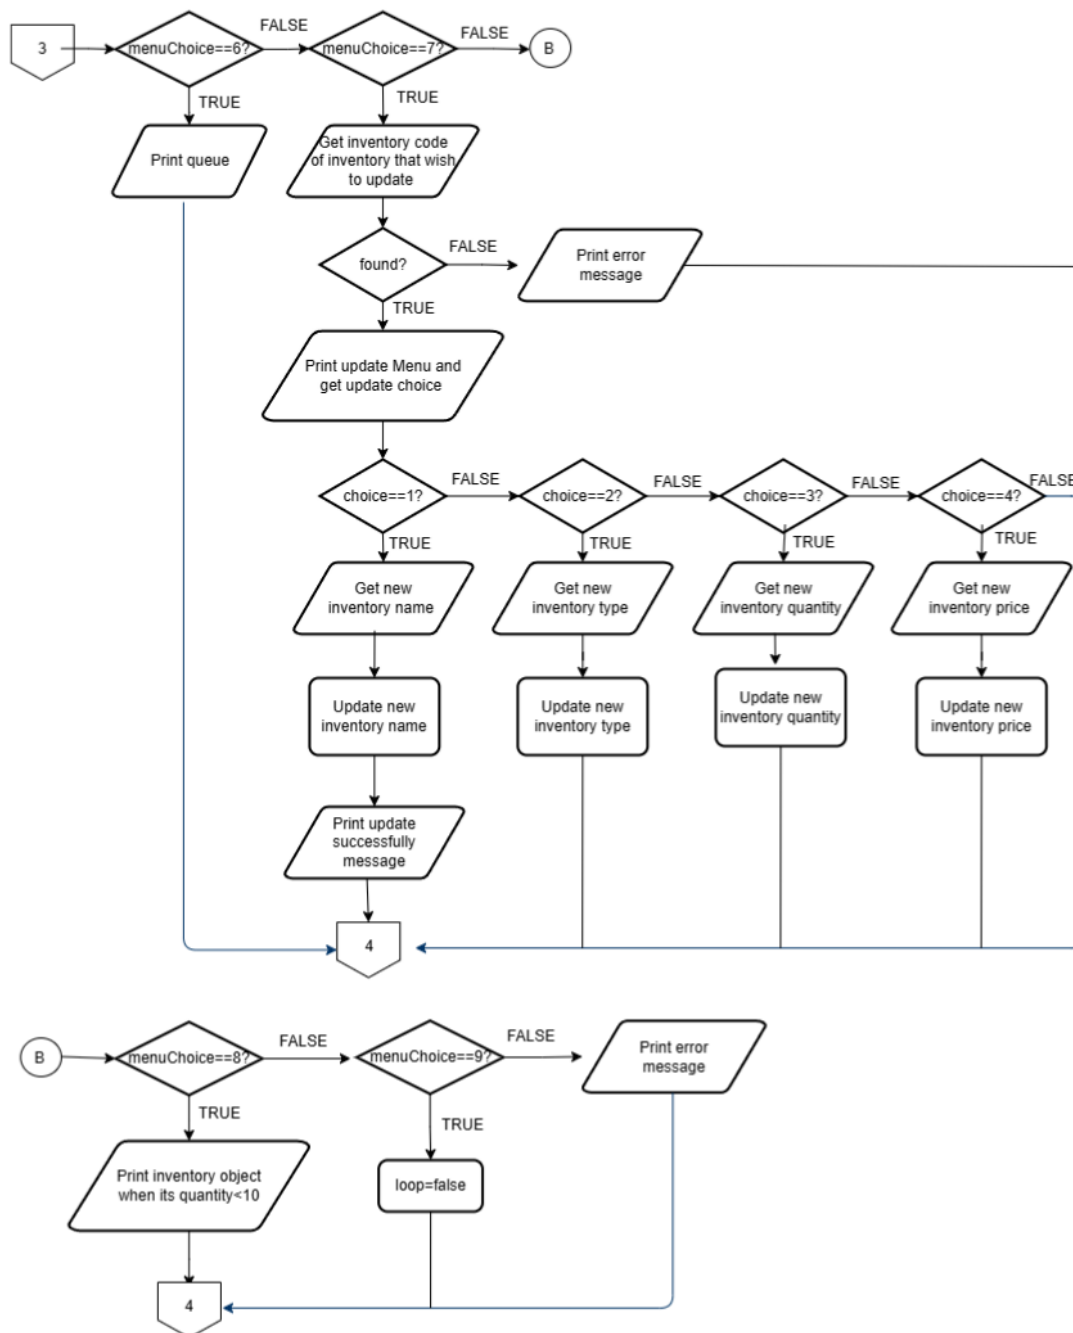 3
menuChoice==6?
FALSE
menuChoice==7?
FALSE
B
TRUE
TRUE
Print queue
Get inventory code
of inventory that wish
to update
found?
FALSE
Print error
message
TRUE
Print update Menu and
get update choice
choice==1?
FALSE
choice==2?
FALSE
choice==3?
FALSE
choice==4?
FALSE
TRUE
TRUE
TRUE
TRUE
Get new
inventory name
Get new
inventory type
Get new
inventory quantity
Get new
inventory price
Update new
inventory name
Update new
inventory type
Update new
inventory quantity
Update new
inventory price
Print update
successfully
message
4
B
menuChoice==8?
FALSE
menuChoice==9?
FALSE
Print error
message
TRUE
TRUE
Print inventory object
when its quantity<10
loop=false
4